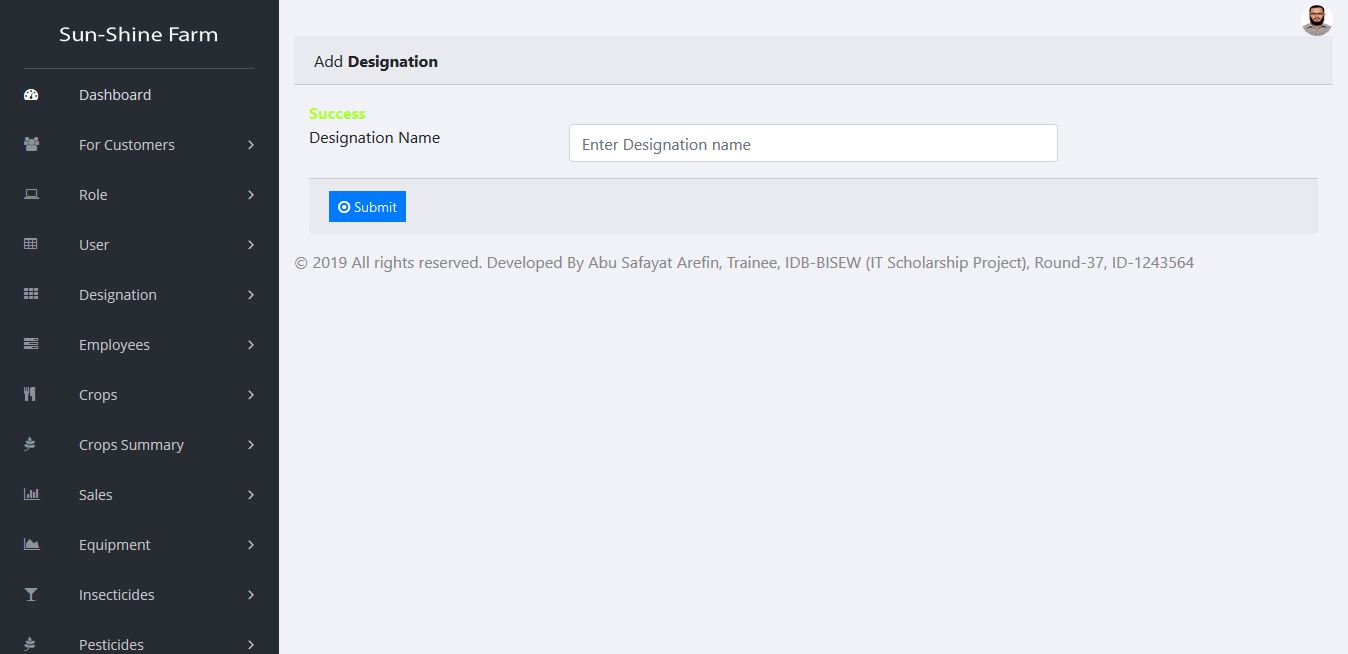 Sun-Shine Farm
Dashboard
For Customers
Role
User
Designation
Employees
Crops
Crops Summary
Sales
Equipment
Insecticides
Pesticides
Add Designation
Success
Designation Name
Enter Designation name
Submit
© 2019 All rights reserved. Developed By Abu Safayat Arefin, Trainee, IDB-BISEW (IT Scholarship Project), Round-37, ID-1243564